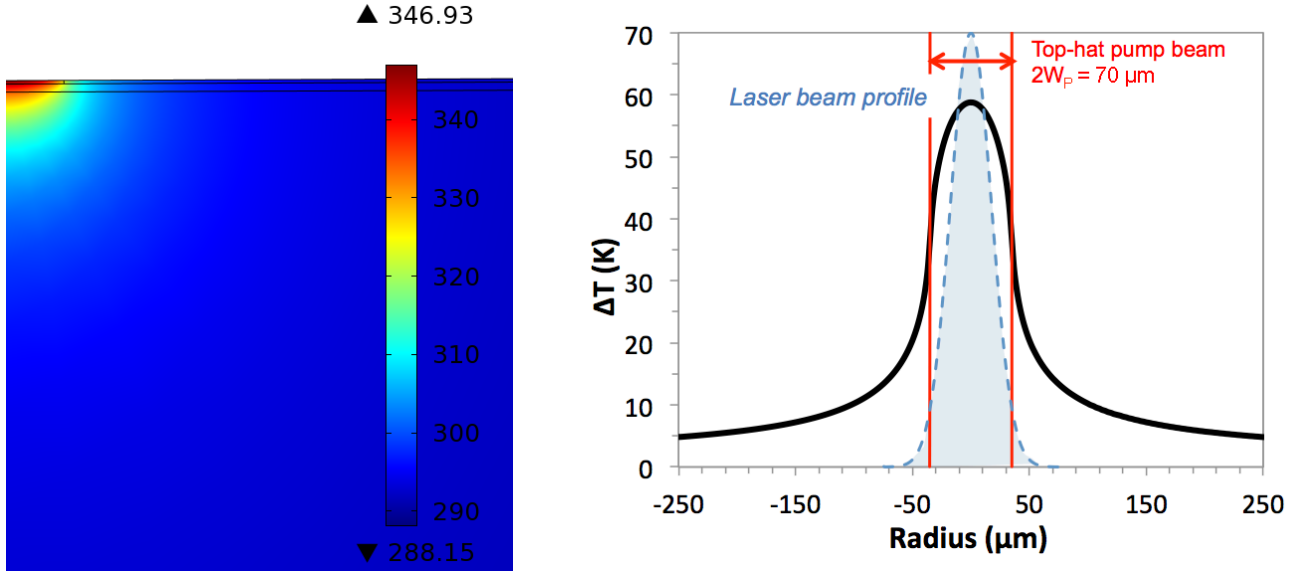 ▲ 346.93
340
330
320
310
300
290
▼ 288.15
70
60
50
40
30
20
10
0
ΔT (K)
Laser beam profile
Top-hat pump beam
2W_P = 70 µm
-250 -150 -50 50 150 250
Radius (µm)